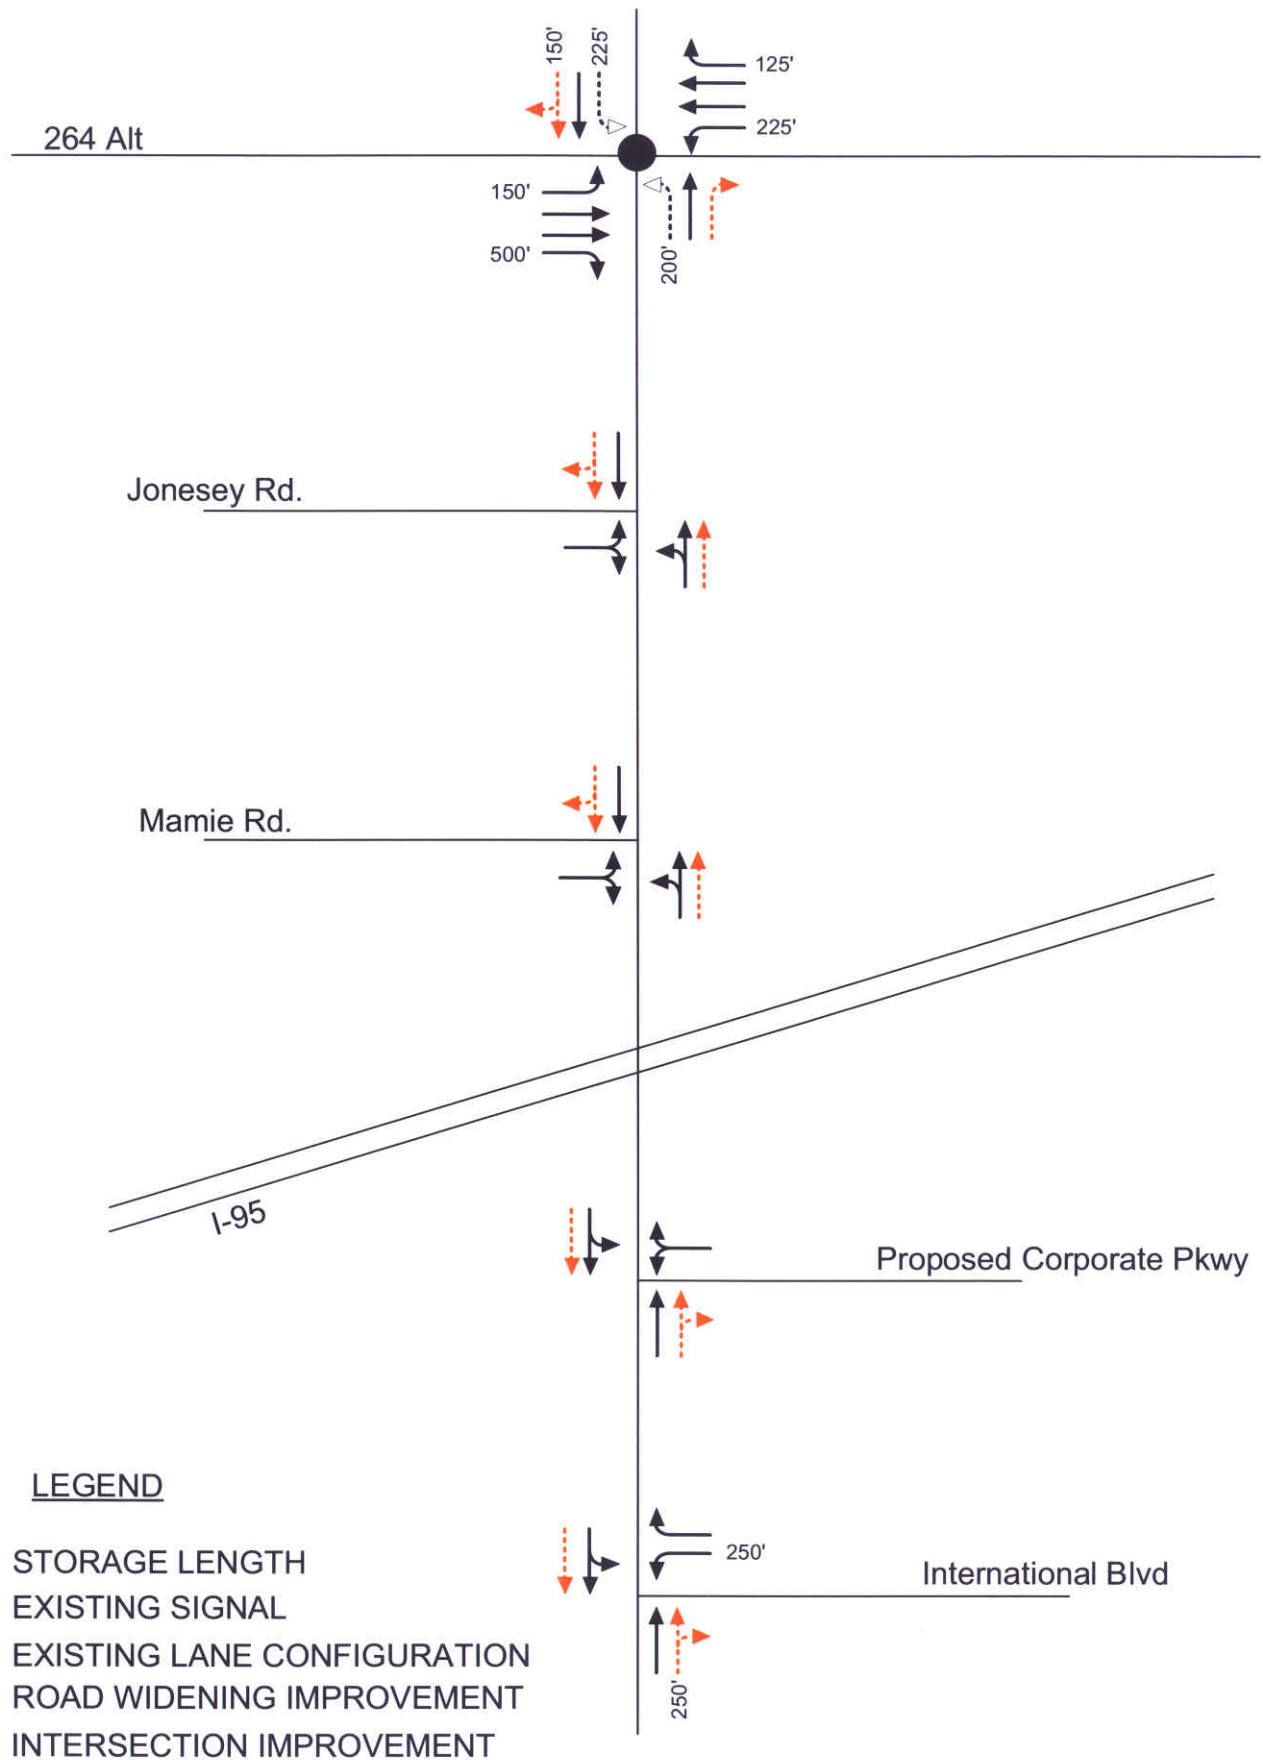 150'
225'
125'
225'
264 Alt
150'
500'
200'
Jonesey Rd.
Mamie Rd.
I-95
Proposed Corporate Pkwy
250'
International Blvd
250'
LEGEND
STORAGE LENGTH
EXISTING SIGNAL
EXISTING LANE CONFIGURATION
ROAD WIDENING IMPROVEMENT
INTERSECTION IMPROVEMENT